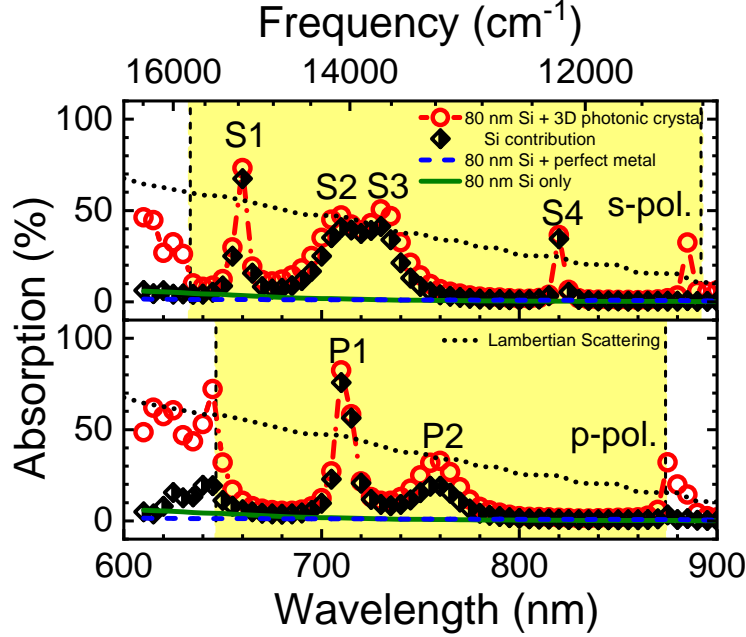 Frequency (cm⁻¹)
16000 14000 12000
100
50
0
80 nm Si + 3D photonic crystal
Si contribution
80 nm Si + perfect metal
80 nm Si only
S1
S2 S3
S4
s-pol.
Absorption (%)
100
50
0
Lambertian Scattering
P1
P2
p-pol.
600 700 800 900
Wavelength (nm)